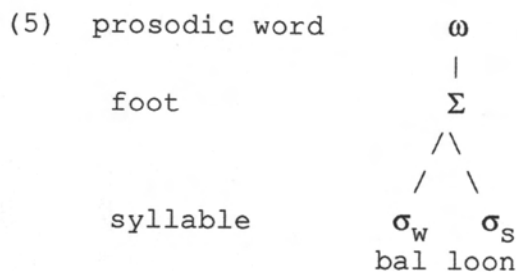 (5) prosodic word ω
foot Σ
syllable σw σs
bal loon